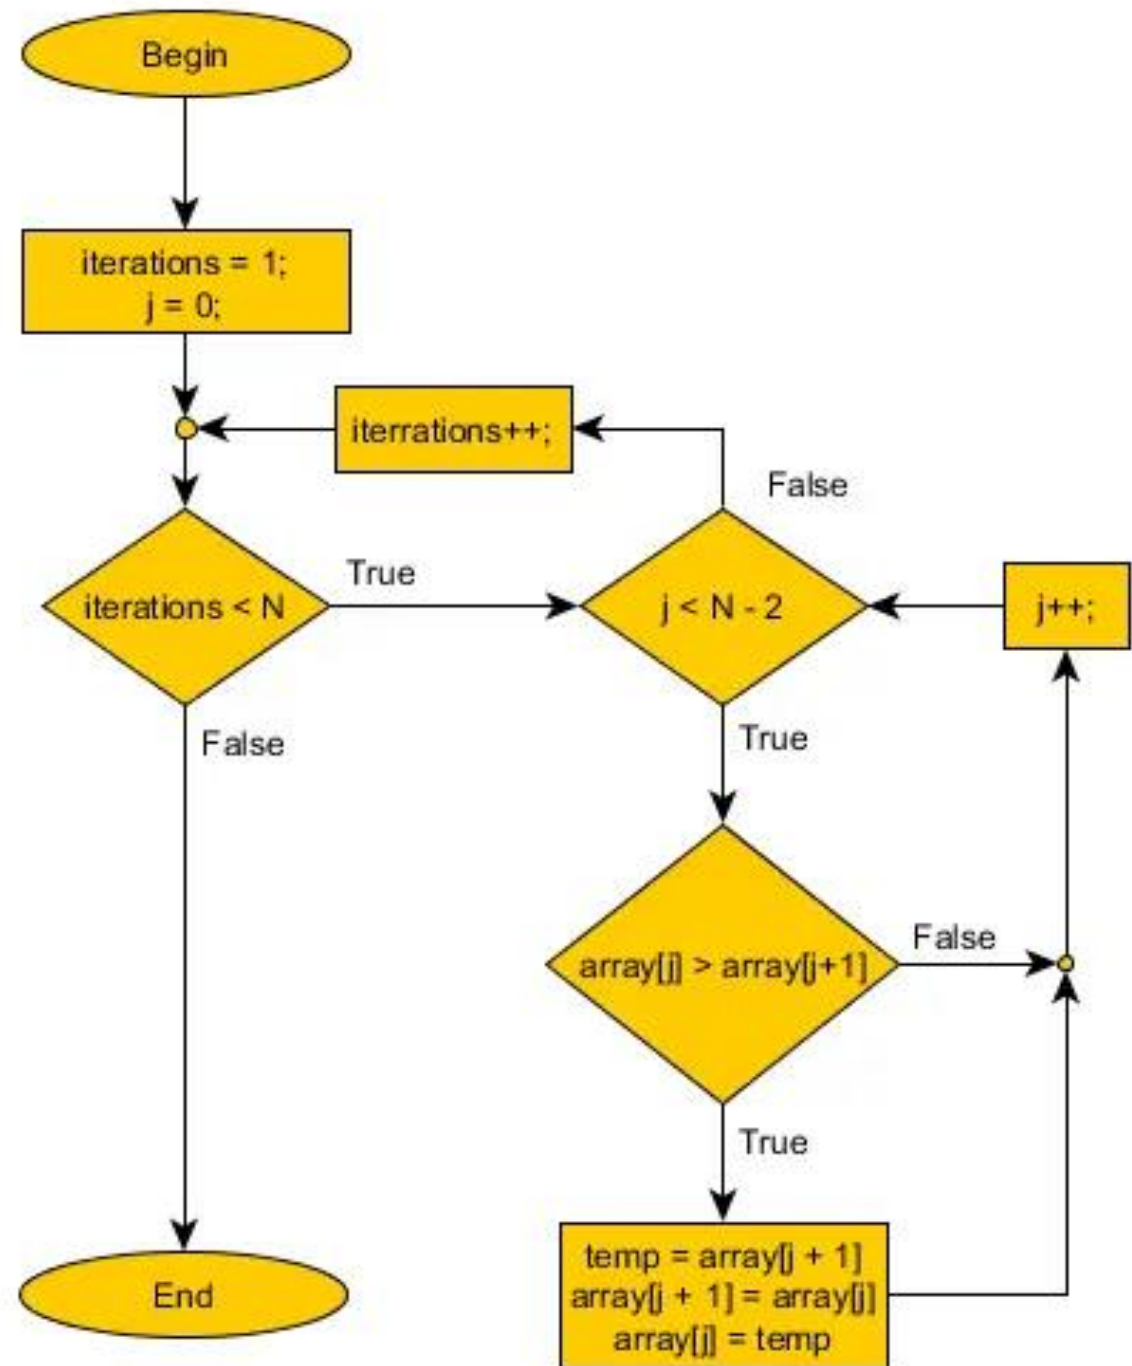 Begin
iterations = 1;
j = 0;
iterrations++;
False
iterations < N
True
j < N - 2
j++;
False
True
array[j] > array[j+1]
False
True
temp = array[j + 1]
array[j + 1] = array[j]
array[j] = temp
End